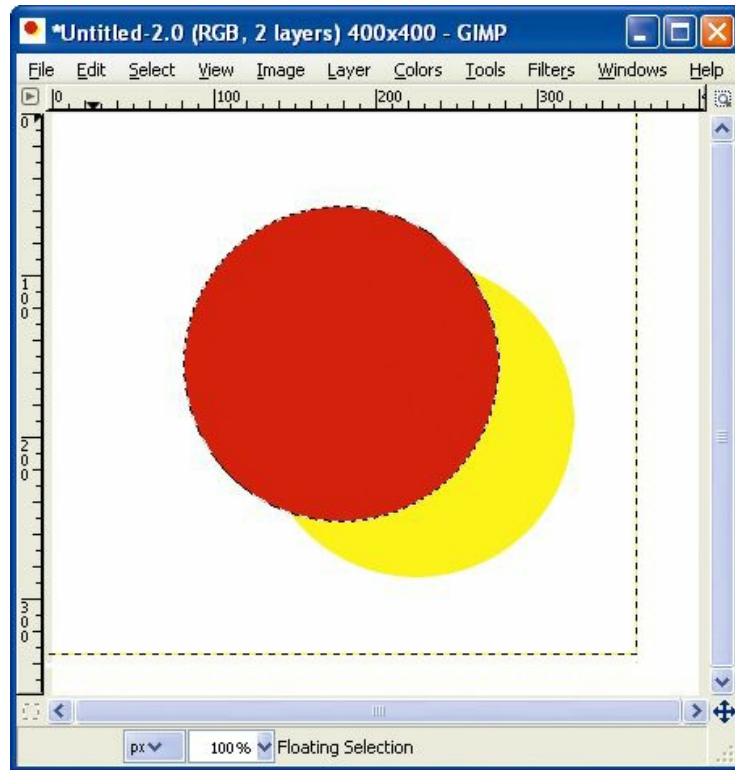 *Untitled-2.0 (RGB, 2 layers) 400x400 - GIMP
File Edit Select View Image Layer Colors Tools Filters Windows Help
0 100 200 300
0
100
200
300
px 100% Floating Selection